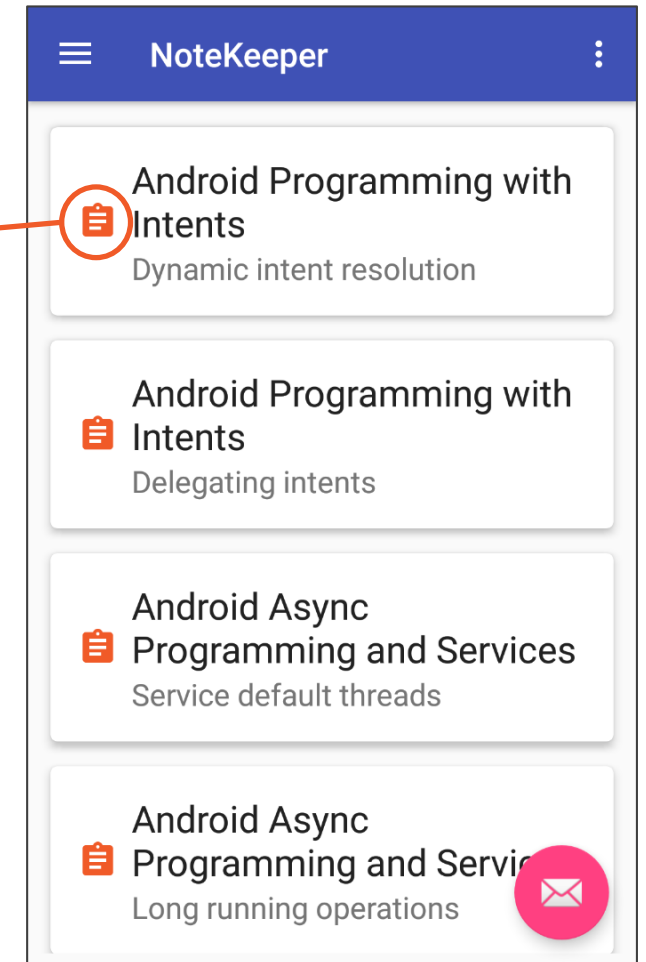 NoteKeeper
Android Programming with
Intents
Dynamic intent resolution
Android Programming with
Intents
Delegating intents
Android Async
Programming and Services
Service default threads
Android Async
Programming and Servic
Long running operations